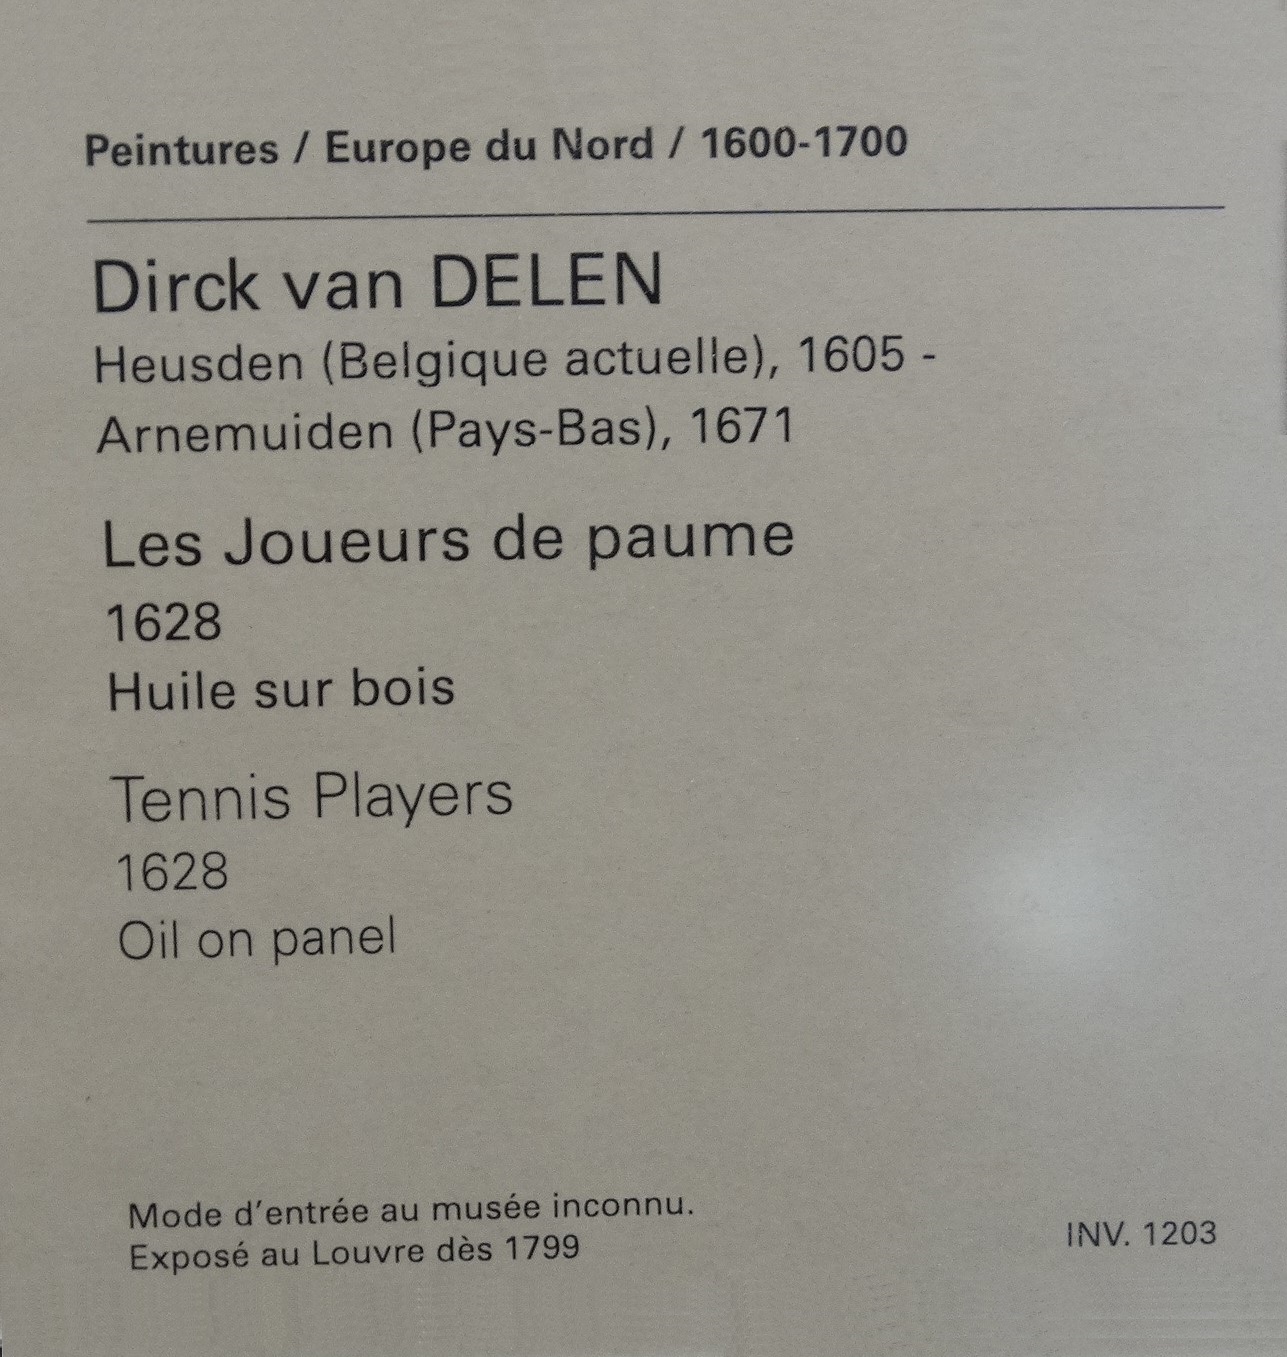 Peintures / Europe du Nord / 1600-1700
Dirck van DELEN
Heusden (Belgique actuelle), 1605 -
Arnemuiden (Pays-Bas), 1671
Les Joueurs de paume
1628
Huile sur bois
Tennis Players
1628
Oil on panel
Mode d'entrée au musée inconnu.
Exposé au Louvre dès 1799
INV. 1203